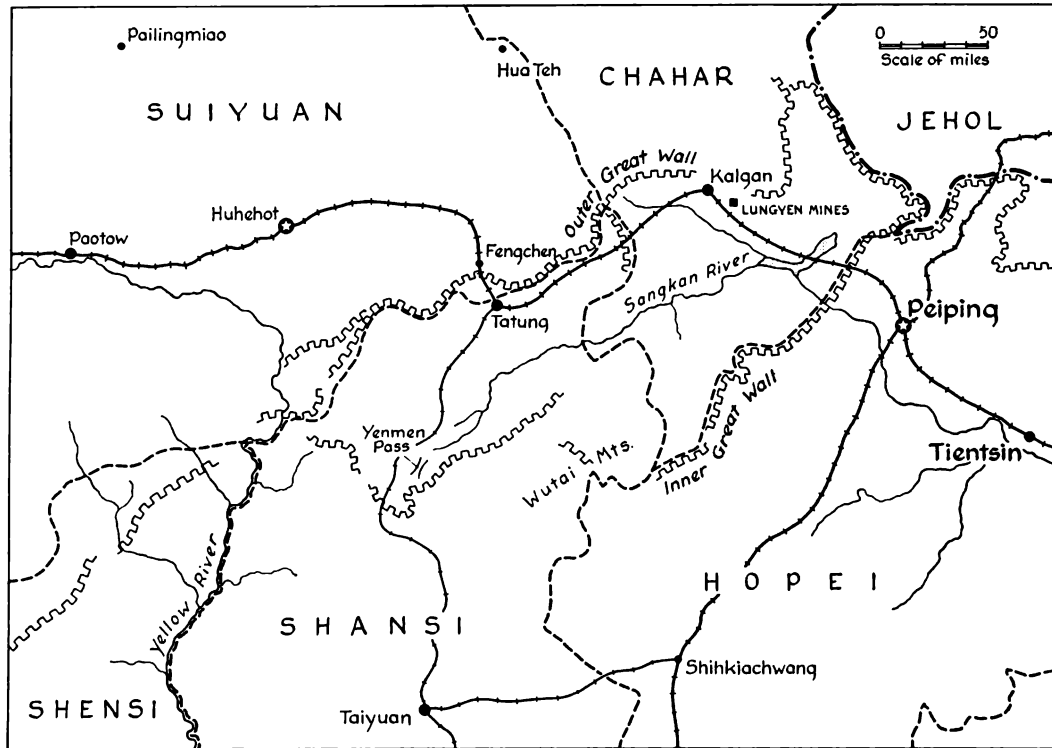 Pailingmiao
Hua Teh
CHAHAR
0 50
Scale of miles
SUIYUAN
JEHOL
Outer Great Wall
Kalgan
LUNGYEN MINES
Huhehot
Paotow
Fengchen
Sangkan River
Tatung
Peiping
Yenmen
Pass
Inner Great Wall
Wutai Mts.
Tientsin
Yellow River
HOPEI
SHANSI
Shihkiachwang
SHENSI
Taiyuan